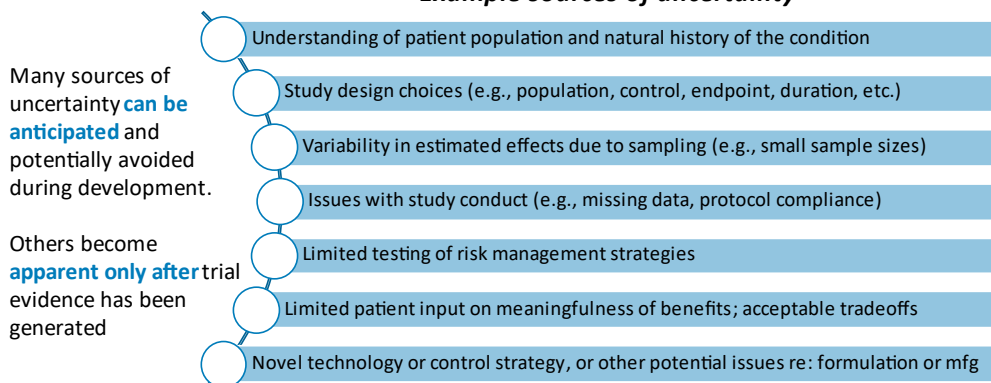 Example sources of uncertainty
Understanding of patient population and natural history of the condition
Many sources of
uncertainty can be
anticipated and
potentially avoided
during development.
Study design choices (e.g., population, control, endpoint, duration, etc.)
Variability in estimated effects due to sampling (e.g., small sample sizes)
Issues with study conduct (e.g., missing data, protocol compliance)
Others become
apparent only after trial
evidence has been
generated
Limited testing of risk management strategies
Limited patient input on meaningfulness of benefits; acceptable tradeoffs
Novel technology or control strategy, or other potential issues re: formulation or mfg